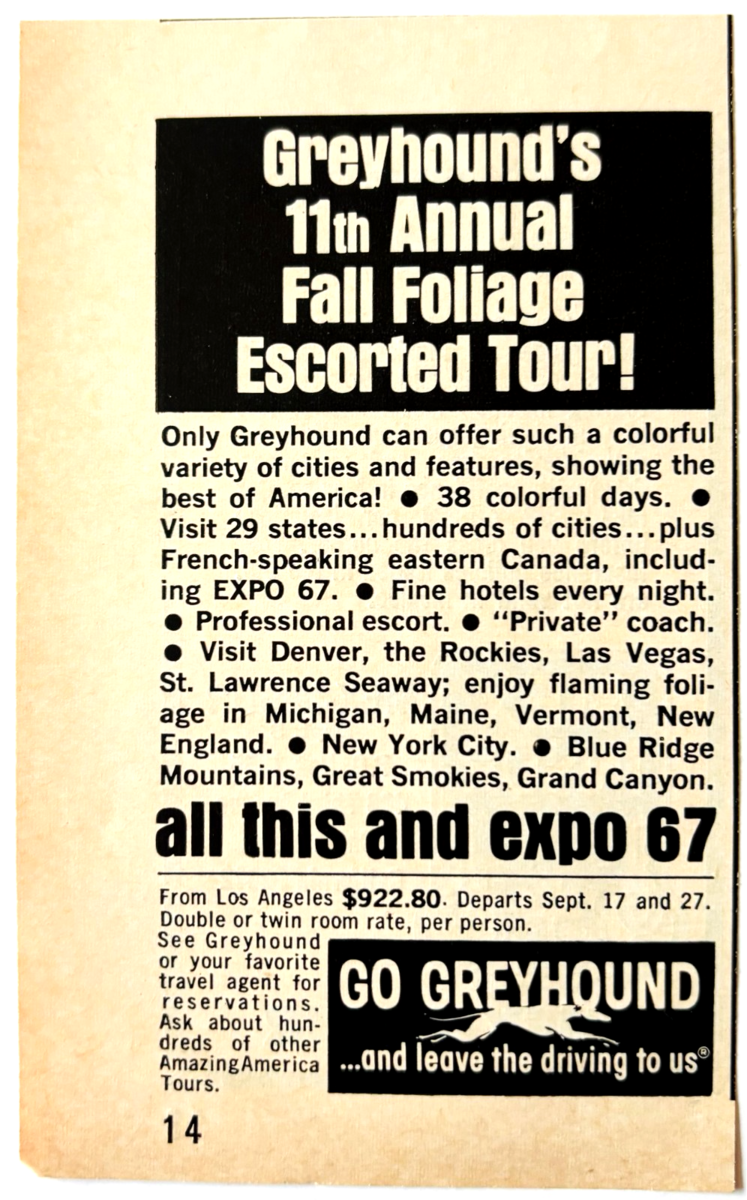 Greyhound's
11th Annual
Fall Foliage
Escorted Tour!
Only Greyhound can offer such a colorful
variety of cities and features, showing the
best of America! ● 38 colorful days. ●
Visit 29 states...hundreds of cities...plus
French-speaking eastern Canada, includ-
ing EXPO 67. ● Fine hotels every night.
● Professional escort. ● “Private” coach.
● Visit Denver, the Rockies, Las Vegas,
St. Lawrence Seaway; enjoy flaming foli-
age in Michigan, Maine, Vermont, New
England. ● New York City. ● Blue Ridge
Mountains, Great Smokies, Grand Canyon.
all this and expo 67
From Los Angeles $922.80. Departs Sept. 17 and 27.
Double or twin room rate, per person.
See Greyhound
or your favorite
travel agent for
reservations.
Ask about hun-
dreds of other
AmazingAmerica
Tours.
GO GREYHOUND
...and leave the driving to us®
14